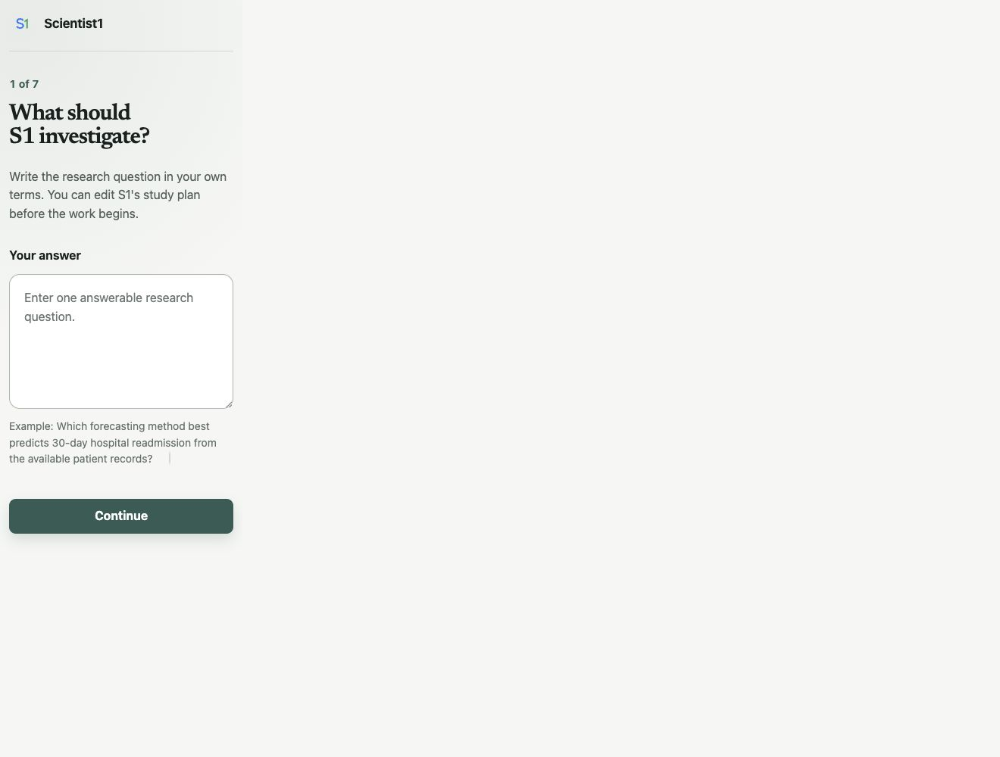 S1 Scientist1
1 of 7
What should
S1 investigate?
Write the research question in your own
terms. You can edit S1's study plan
before the work begins.
Your answer
Enter one answerable research
question.
Example: Which forecasting method best
predicts 30-day hospital readmission from
the available patient records?
Continue